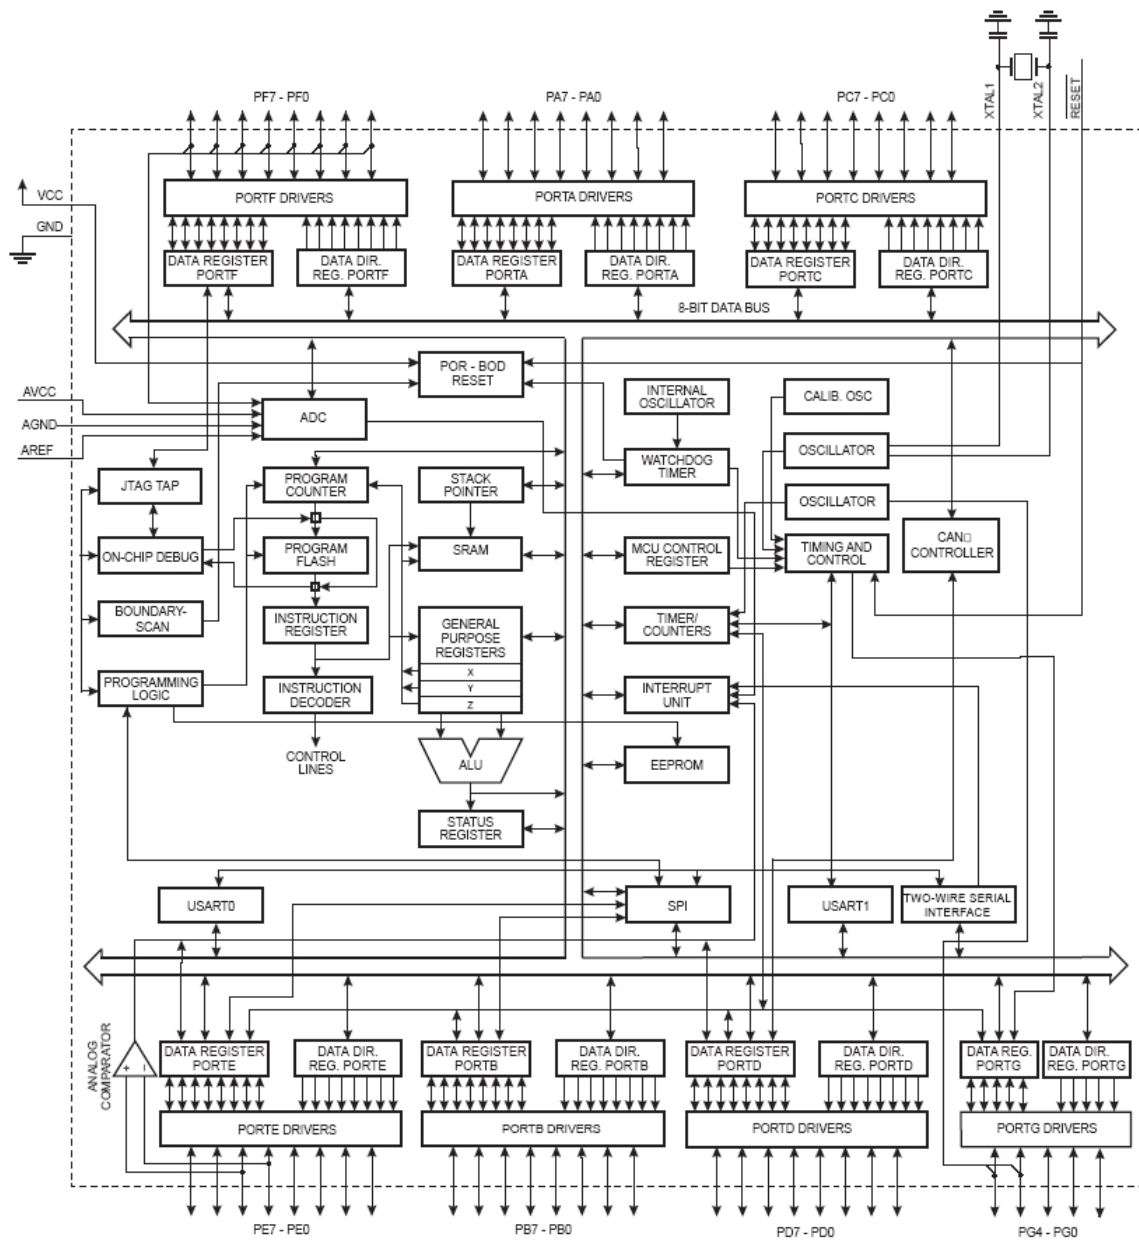 XTAL1
XTAL2
RESET
PF7 - PF0
PA7 - PA0
PC7 - PC0
VCC
GND
PORTF DRIVERS
PORTA DRIVERS
PORTC DRIVERS
DATA REGISTER
PORTF
DATA DIR.
REG. PORTF
DATA REGISTER
PORTA
DATA DIR.
REG. PORTA
DATA REGISTER
PORTC
DATA DIR.
REG. PORTC
8-BIT DATA BUS
POR - BOD
RESET
INTERNAL
OSCILLATOR
CALIB. OSC
AVCC
AGND
AREF
ADC
OSCILLATOR
WATCHDOG
TIMER
JTAG TAP
PROGRAM
COUNTER
STACK
POINTER
OSCILLATOR
ON-CHIP DEBUG
PROGRAM
FLASH
SRAM
MCU CONTROL
REGISTER
TIMING AND
CONTROL
CAN□
CONTROLLER
BOUNDARY-
SCAN
INSTRUCTION
REGISTER
GENERAL
PURPOSE
REGISTERS
X
Y
Z
TIMER/
COUNTERS
PROGRAMMING
LOGIC
INSTRUCTION
DECODER
INTERRUPT
UNIT
CONTROL
LINES
ALU
EEPROM
STATUS
REGISTER
USART0
SPI
USART1
TWO-WIRE SERIAL
INTERFACE
ANALOG
COMPARATOR
+
–
DATA REGISTER
PORTE
DATA DIR.
REG. PORTE
DATA REGISTER
PORTB
DATA DIR.
REG. PORTB
DATA REGISTER
PORTD
DATA DIR.
REG. PORTD
DATA REG.
PORTG
DATA DIR.
REG. PORTG
PORTE DRIVERS
PORTB DRIVERS
PORTD DRIVERS
PORTG DRIVERS
PE7 - PE0
PB7 - PB0
PD7 - PD0
PG4 - PG0